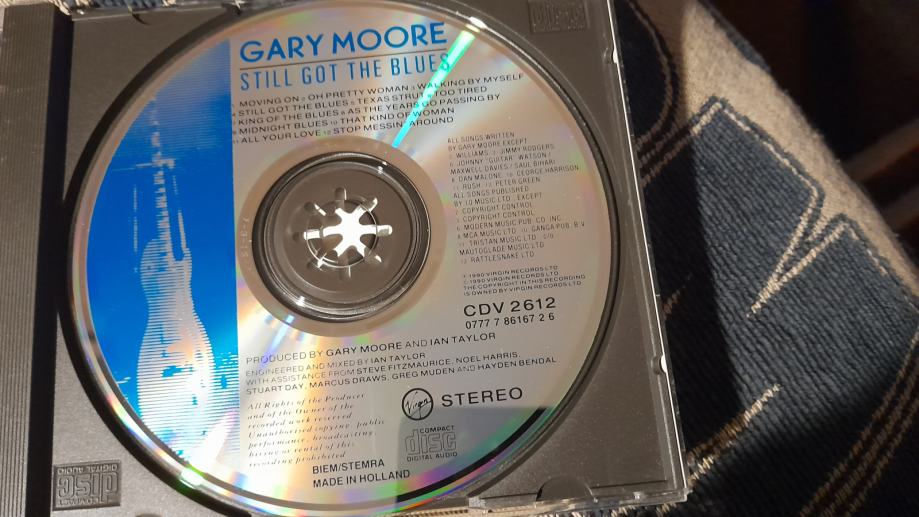 GARY MOORE
STILL GOT THE BLUES
1 MOVING ON 2 OH PRETTY WOMAN 3 WALKING BY MYSELF
4 STILL GOT THE BLUES 5 TEXAS STRUT 6 TOO TIRED
7 KING OF THE BLUES 8 AS THE YEARS GO PASSING BY
9 MIDNIGHT BLUES 10 THAT KIND OF WOMAN
11 ALL YOUR LOVE 12 STOP MESSIN' AROUND
ALL SONGS WRITTEN
BY GARY MOORE EXCEPT
2. WILLIAMS. 3. JIMMY RODGERS
6. JOHNNY "GUITAR" WATSON /
MAXWELL DAVIES / SAUL BIHARI
8. DAN MALONE. 10. GEORGE HARRISON
11. RUSH. 12. PETER GREEN
ALL SONGS PUBLISHED
BY 10 MUSIC LTD. EXCEPT
2. COPYRIGHT CONTROL
3. COPYRIGHT CONTROL
6. MODERN MUSIC PUB. CO. INC.
8. MCA MUSIC LTD. 10. GANGA PUB. B.V.
11. TRISTAN MUSIC LTD. C/O
MAUTOGLADE MUSIC LTD
12. RATTLESNAKE LTD
℗ 1990 VIRGIN RECORDS LTD
© 1990 VIRGIN RECORDS LTD
THE COPYRIGHT IN THIS RECORDING
IS OWNED BY VIRGIN RECORDS LTD
CDV 2612
0777 7 86167 2 6
PRODUCED BY GARY MOORE AND IAN TAYLOR
ENGINEERED AND MIXED BY IAN TAYLOR
WITH ASSISTANCE FROM STEVE FITZMAURICE, NOEL HARRIS,
STUART DAY, MARCUS DRAWS, GREG MUDEN AND HAYDEN BENDAL
All Rights of the Producer
and of the Owner of the
recorded work reserved
Unauthorised copying, public
performance, broadcasting,
hiring or rental of this
recording prohibited
Virgin
STEREO
COMPACT
disc
DIGITAL AUDIO
BIEM/STEMRA
MADE IN HOLLAND
COMPACT
disc
DIGITAL AUDIO